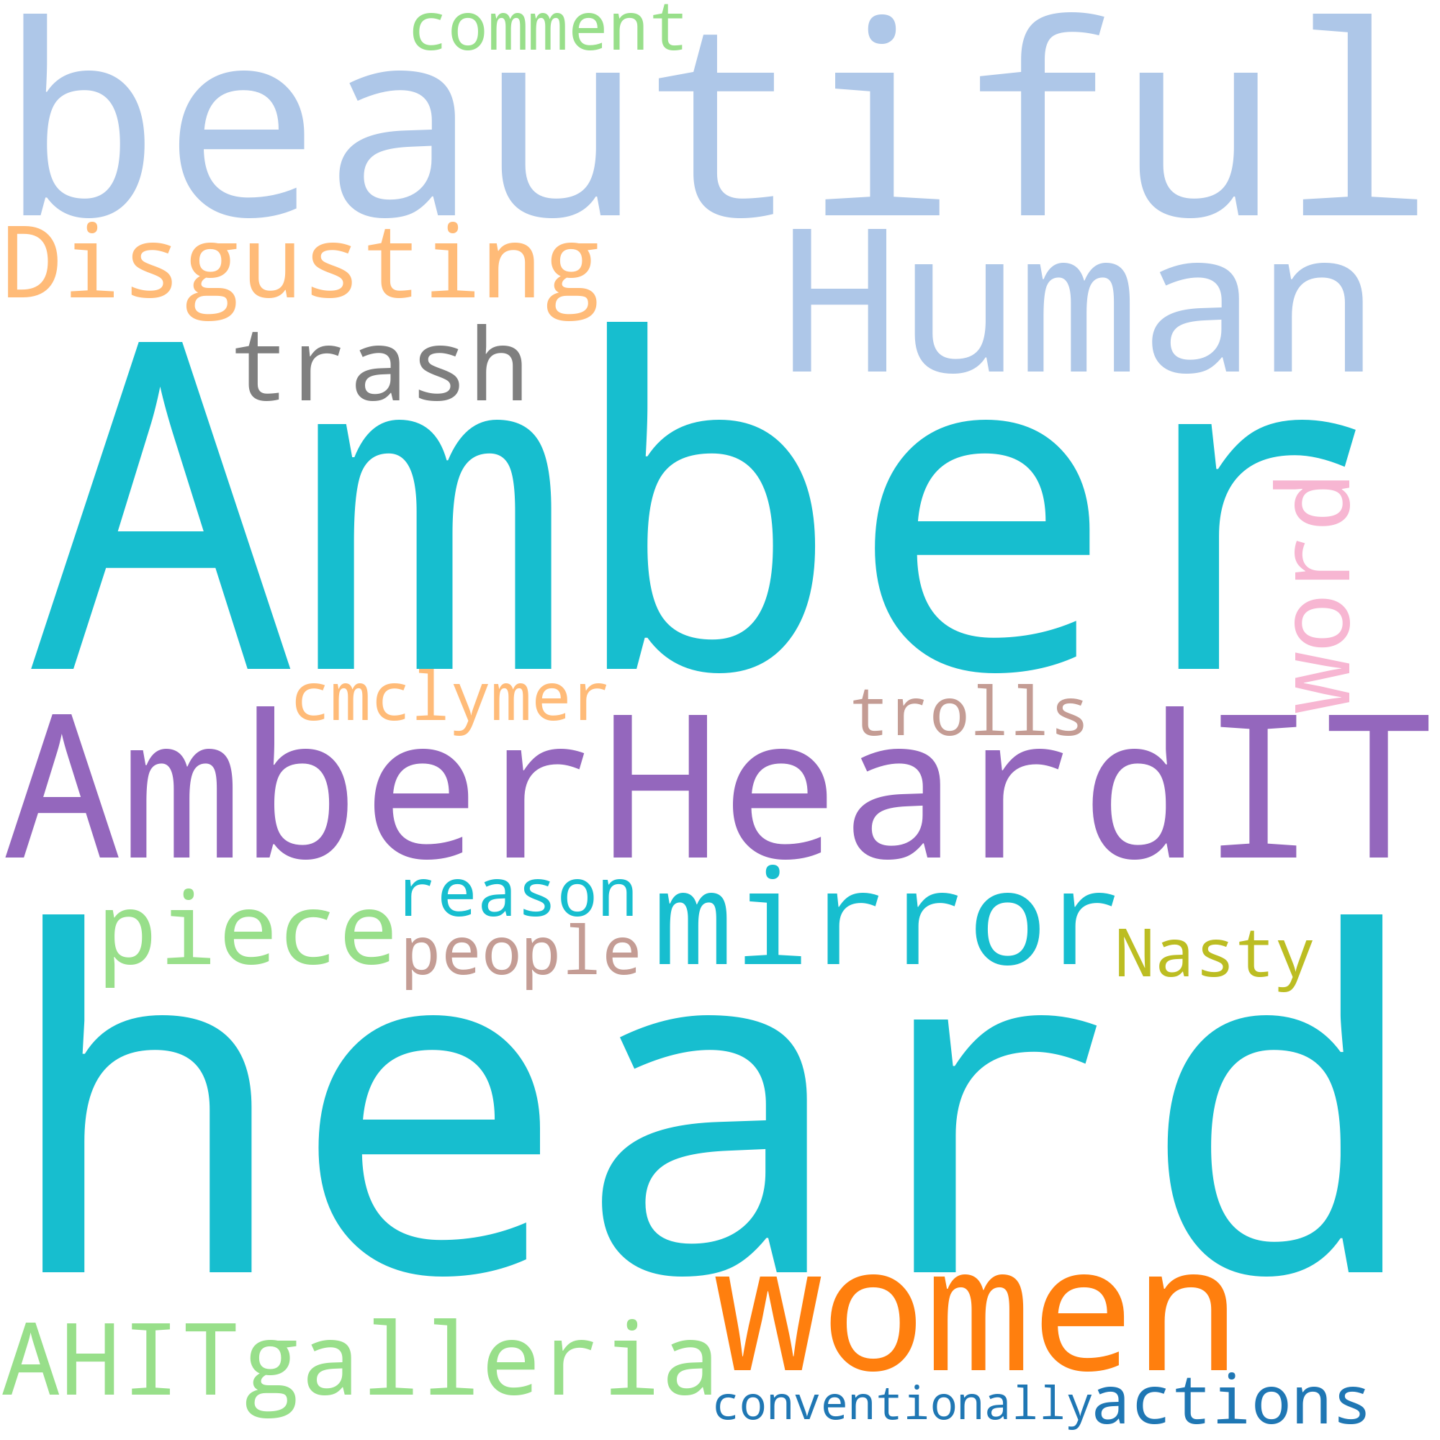 comment
beautiful
Disgusting
Human
trash
Amber
word
cmclymer
trolls
AmberHeardIT
reason
mirror
piece
people
Nasty
heard
women
AHITgalleria
conventionally
actions